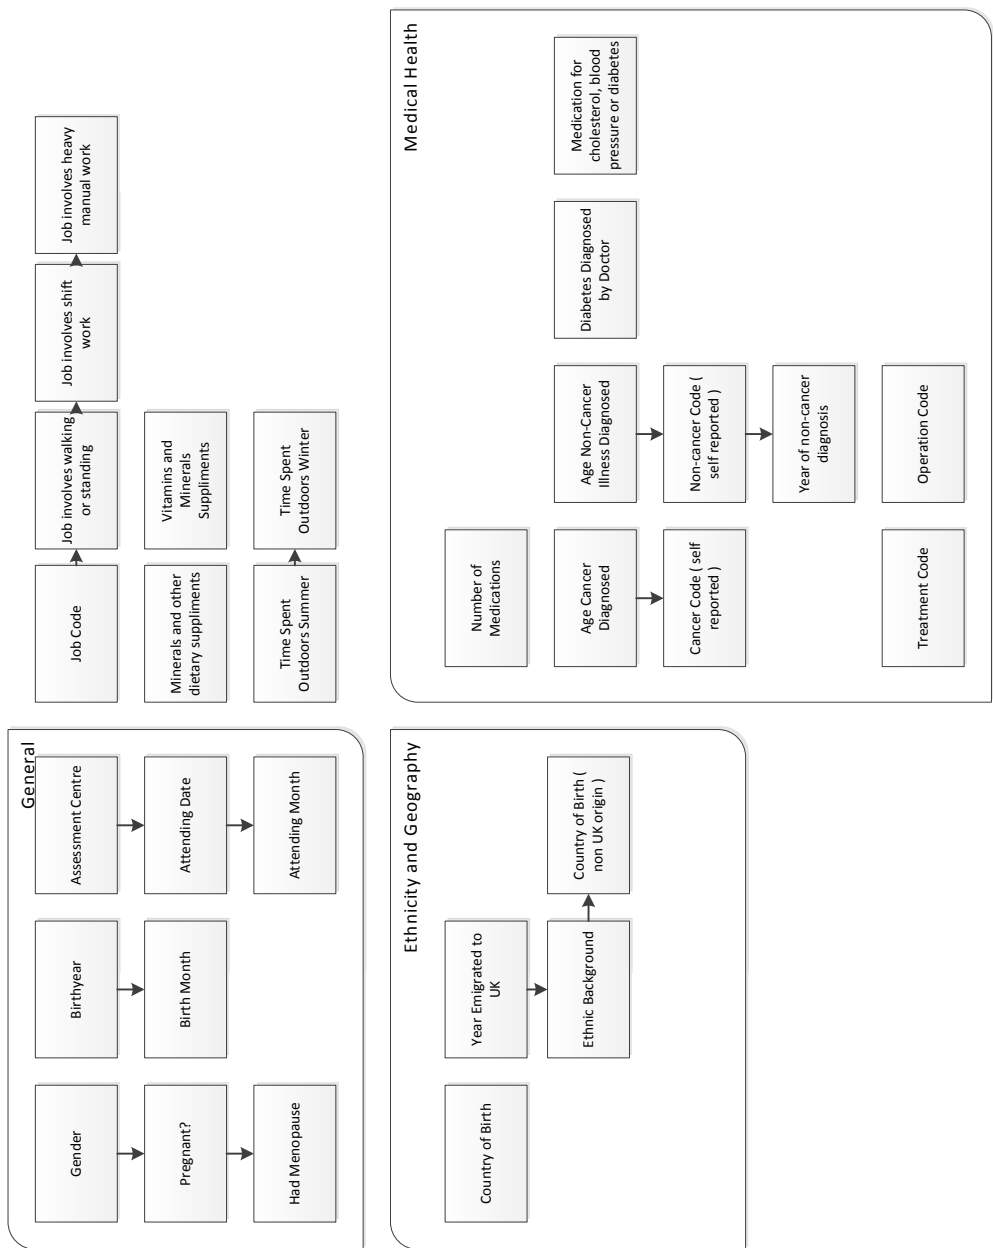 General
Gender
Pregnant?
Had Menopause
Birthyear
Birth Month
Assessment Centre
Attending Date
Attending Month
Job Code
Job involves walking
or standing
Job involves shift
work
Job involves heavy
manual work
Minerals and other
dietary suppliments
Vitamins and
Minerals
Suppliments
Time Spent
Outdoors Summer
Time Spent
Outdoors Winter
Ethnicity and Geography
Country of Birth
Year Emigrated to
UK
Ethnic Background
Country of Birth (
non UK origin )
Medical Health
Number of
Medications
Age Cancer
Diagnosed
Cancer Code ( self
reported )
Age Non-Cancer
Illness Diagnosed
Non-cancer Code (
self reported )
Year of non-cancer
diagnosis
Diabetes Diagnosed
by Doctor
Medication for
cholesterol, blood
pressure or diabetes
Treatment Code
Operation Code